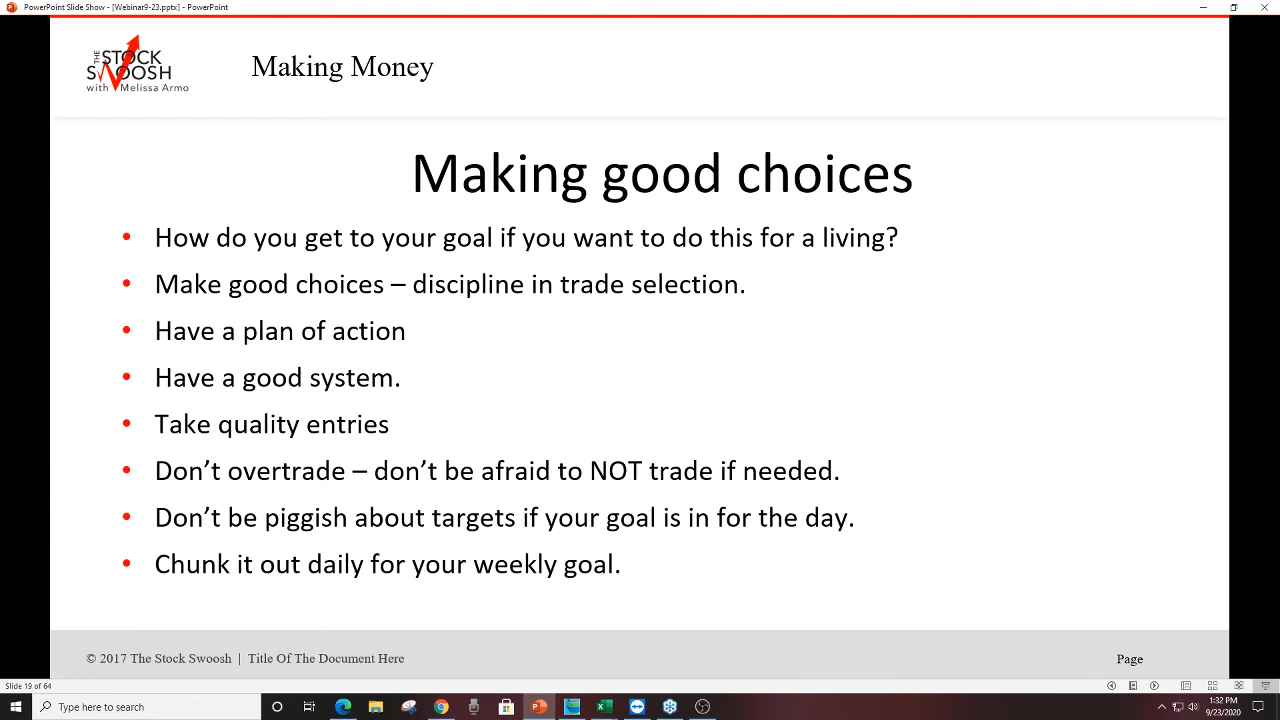 PowerPoint Slide Show - [Webinar9-23.pptx] - PowerPoint
THE
STOCK
SWOOSH
with Melissa Armo
Making Money
Making good choices
• How do you get to your goal if you want to do this for a living?
• Make good choices – discipline in trade selection.
• Have a plan of action
• Have a good system.
• Take quality entries
• Don’t overtrade – don’t be afraid to NOT trade if needed.
• Don’t be piggish about targets if your goal is in for the day.
• Chunk it out daily for your weekly goal.
© 2017 The Stock Swoosh | Title Of The Document Here
Page
Slide 19 of 64
Type here to search
1:32 PM
9/23/2020